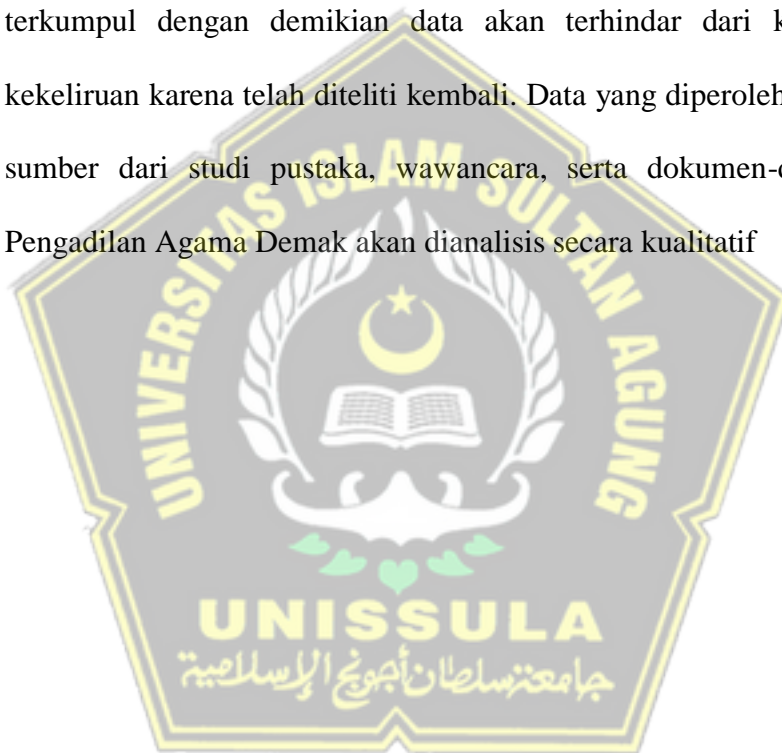 terkumpul dengan demikian data akan terhindar dari
kekeliruan karena telah diteliti kembali. Data yang diperoleh
sumber dari studi pustaka, wawancara, serta dokumen-
Pengadilan Agama Demak akan dianalisis secara kualitatif
UNIVERSITAS ISLAM SULTAN AGUNG
UNISSULA
جامعة سلطان أجونج الإسلامية